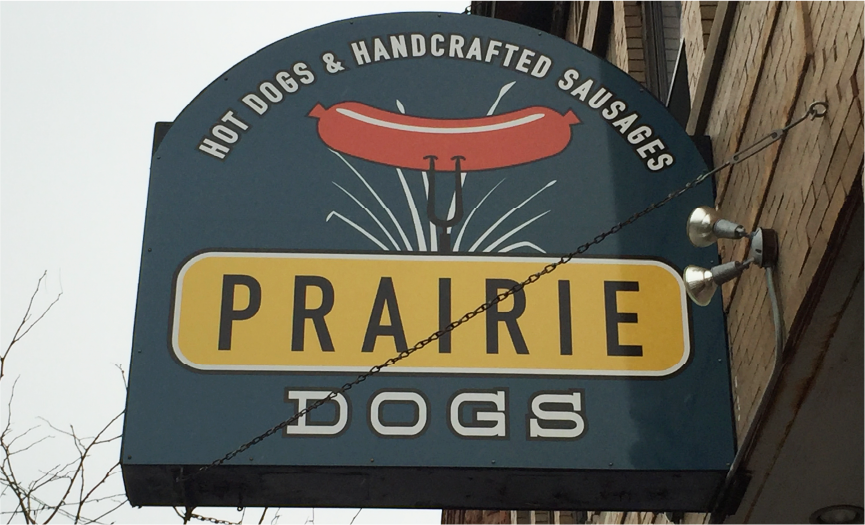 HOT DOGS & HANDCRAFTED SAUSAGES
PRAIRIE
DOGS